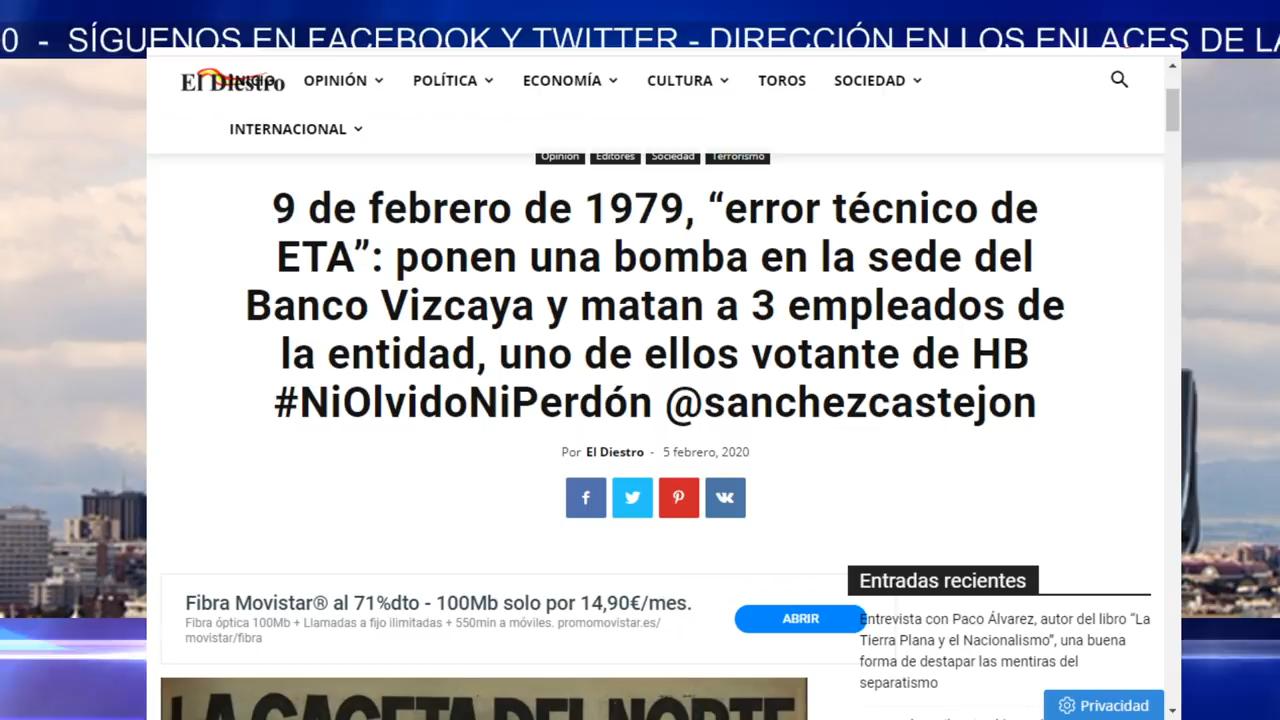 0 - SÍGUENOS EN FACEBOOK Y TWITTER - DIRECCIÓN EN LOS ENLACES DE LA
El Diestro
INICIO
OPINIÓN
POLÍTICA
ECONOMÍA
CULTURA
TOROS
SOCIEDAD
INTERNACIONAL
Opinión
Editores
Sociedad
Terrorismo
9 de febrero de 1979, “error técnico de
ETA”: ponen una bomba en la sede del
Banco Vizcaya y matan a 3 empleados de
la entidad, uno de ellos votante de HB
#NiOlvidoNiPerdón @sanchezcastejon
Por El Diestro - 5 febrero, 2020
Fibra Movistar® al 71%dto - 100Mb solo por 14,90€/mes.
Fibra óptica 100Mb + Llamadas a fijo ilimitadas + 550min a móviles. promomovistar.es/
movistar/fibra
ABRIR
Entradas recientes
Entrevista con Paco Álvarez, autor del libro “La
Tierra Plana y el Nacionalismo”, una buena
forma de destapar las mentiras del
separatismo
LA GACETA DEL NORTE
Privacidad